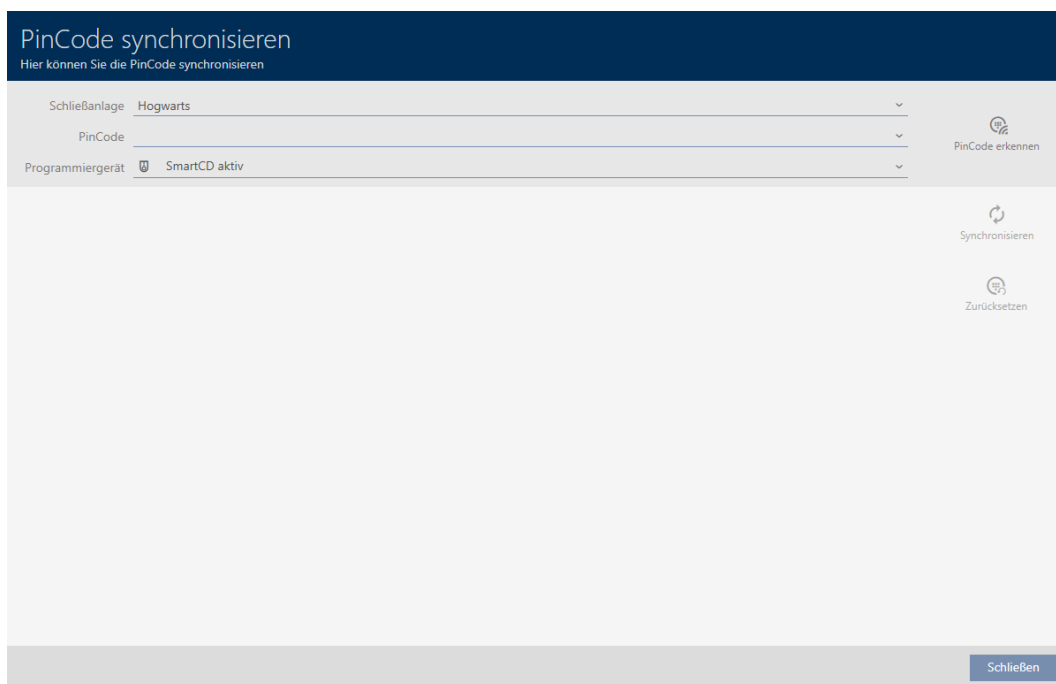 PinCode synchronisieren
Hier können Sie die PinCode synchronisieren
Schließanlage Hogwarts
PinCode
PinCode erkennen
Programmiergerät SmartCD aktiv
Synchronisieren
Zurücksetzen
Schließen